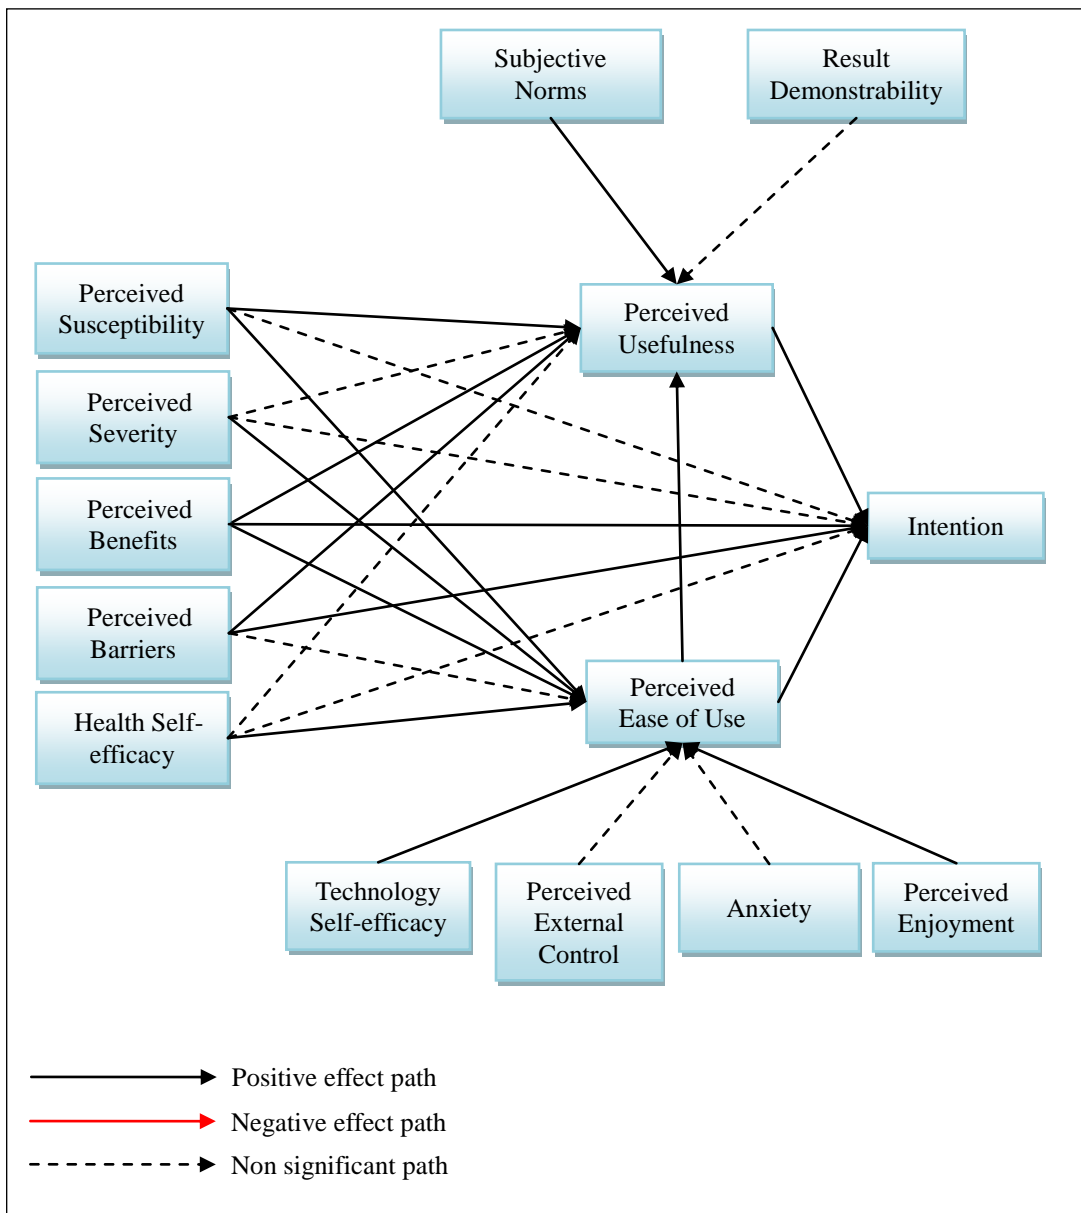 Subjective
Norms
Result
Demonstrability
Perceived
Susceptibility
Perceived
Usefulness
Perceived
Severity
Perceived
Benefits
Intention
Perceived
Barriers
Perceived
Ease of Use
Health Self-
efficacy
Technology
Self-efficacy
Perceived
External
Control
Anxiety
Perceived
Enjoyment
Positive effect path
Negative effect path
Non significant path